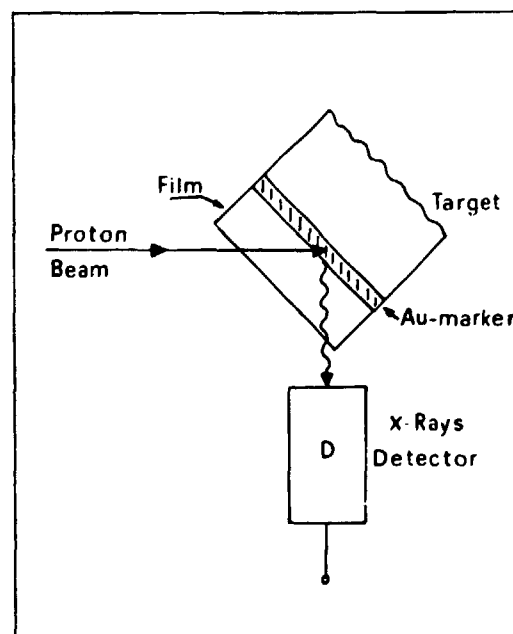 Film
Target
Proton
Beam
Au-marker
X-Rays
D
Detector